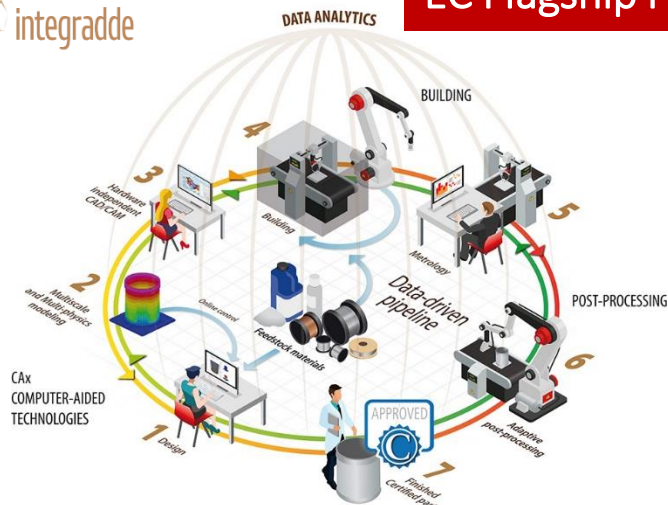 integradde
EC Flagship
DATA ANALYTICS
BUILDING
4
3
Hardware
independent
CAD/CAM
Building
Metrology
5
2
Multiscale
and Multi-physics
modeling
Online control
Data-driven
pipeline
Feedstock materials
POST-PROCESSING
6
CAx
COMPUTER-AIDED
TECHNOLOGIES
1
Design
APPROVED
C
Adaptive
post-processing
7
Finished
Certified